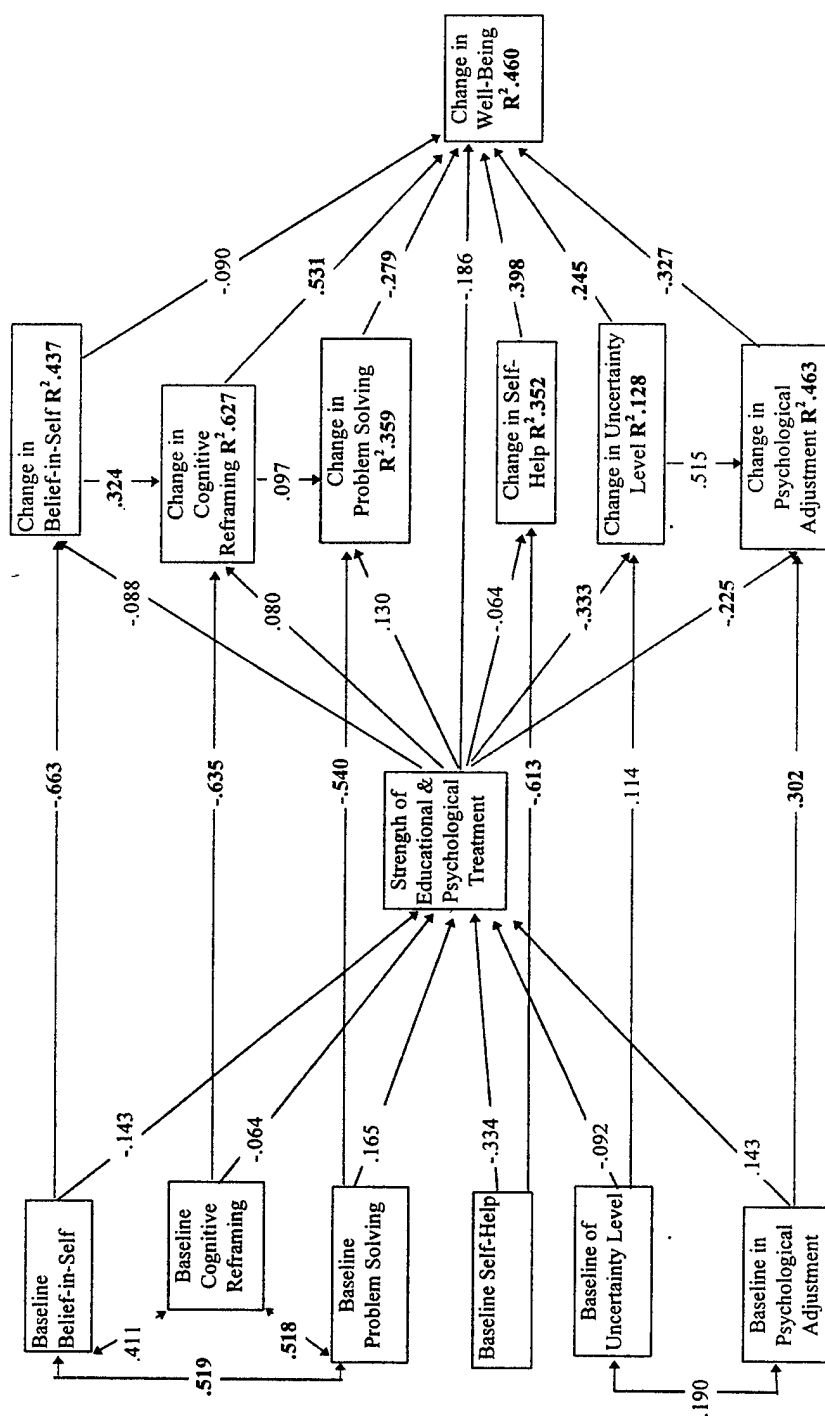 Baseline
Belief-in-Self
.411
.519
Baseline
Cognitive
Reframing
.518
Baseline
Problem Solving
Baseline Self-Help
Baseline of
Uncertainty Level
.190
Baseline in
Psychological
Adjustment
-.143
-.064
.165
-.334
-.092
.143
Strength of
Educational &
Psychological
Treatment
-.663
-.635
-.540
-.613
.114
.302
-.088
.080
.130
-.064
-.333
-.225
Change in
Belief-in-Self R².437
.324
Change in
Cognitive
Reframing R².627
.097
Change in
Problem Solving
R².359
Change in Self-
Help R².352
Change in Uncertainty
Level R².128
.515
Change in
Psychological
Adjustment R².463
-.090
.531
-.279
-.186
.398
.245
-.327
Change in
Well-Being
R².460